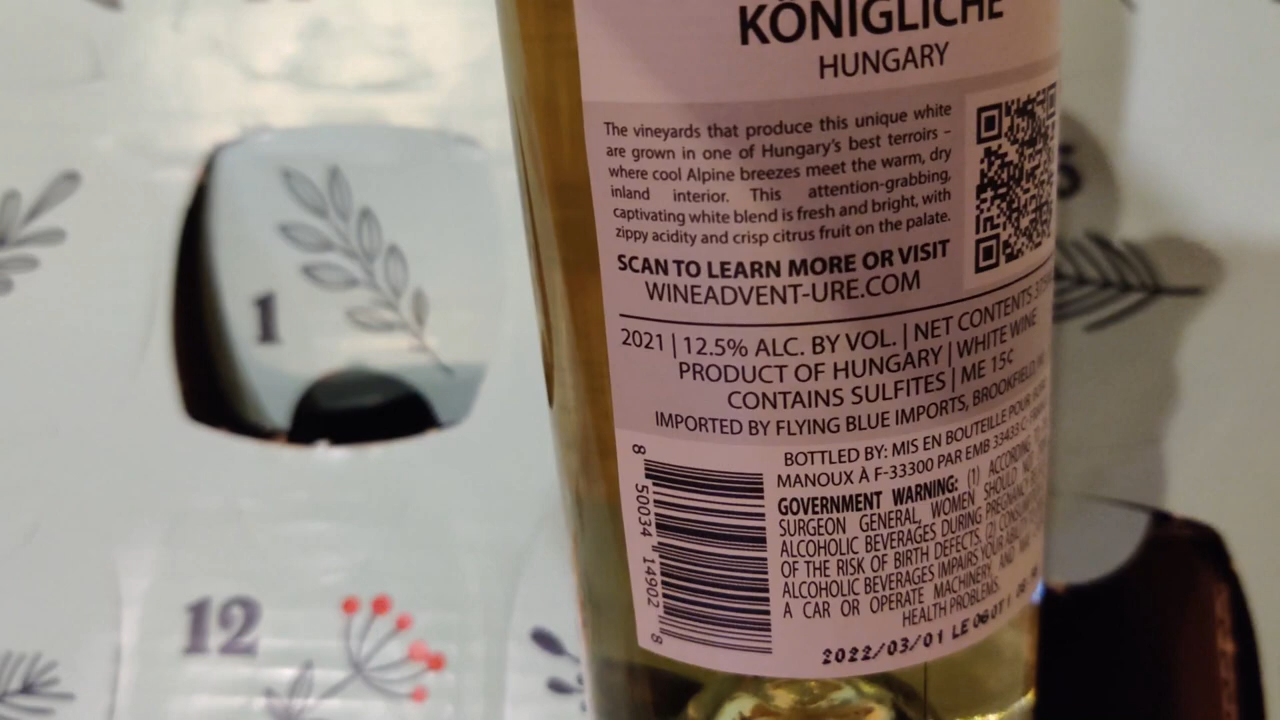 KÖNIGLICHE
HUNGARY
The vineyards that produce this unique white
are grown in one of Hungary's best terroirs –
where cool Alpine breezes meet the warm, dry
inland interior. This attention-grabbing,
captivating white blend is fresh and bright, with
zippy acidity and crisp citrus fruit on the palate.
SCAN TO LEARN MORE OR VISIT
WINEADVENT-URE.COM
2021 | 12.5% ALC. BY VOL. | NET CONTENTS
PRODUCT OF HUNGARY | WHITE WINE
CONTAINS SULFITES | ME 15¢
IMPORTED BY FLYING BLUE IMPORTS, BROOKFIELD,
BOTTLED BY: MIS EN BOUTEILLE POUR
MANOUX À F-33300 PAR EMB 33433 C-
GOVERNMENT WARNING: (1) ACCORDING
SURGEON GENERAL, WOMEN SHOULD NOT
ALCOHOLIC BEVERAGES DURING PREGNANCY
OF THE RISK OF BIRTH DEFECTS. (2)
ALCOHOLIC BEVERAGES IMPAIRS YOUR
A CAR OR OPERATE MACHINERY, AND
HEALTH PROBLEMS.
2022/03/01 LE
8 50034 14902 8
1
12